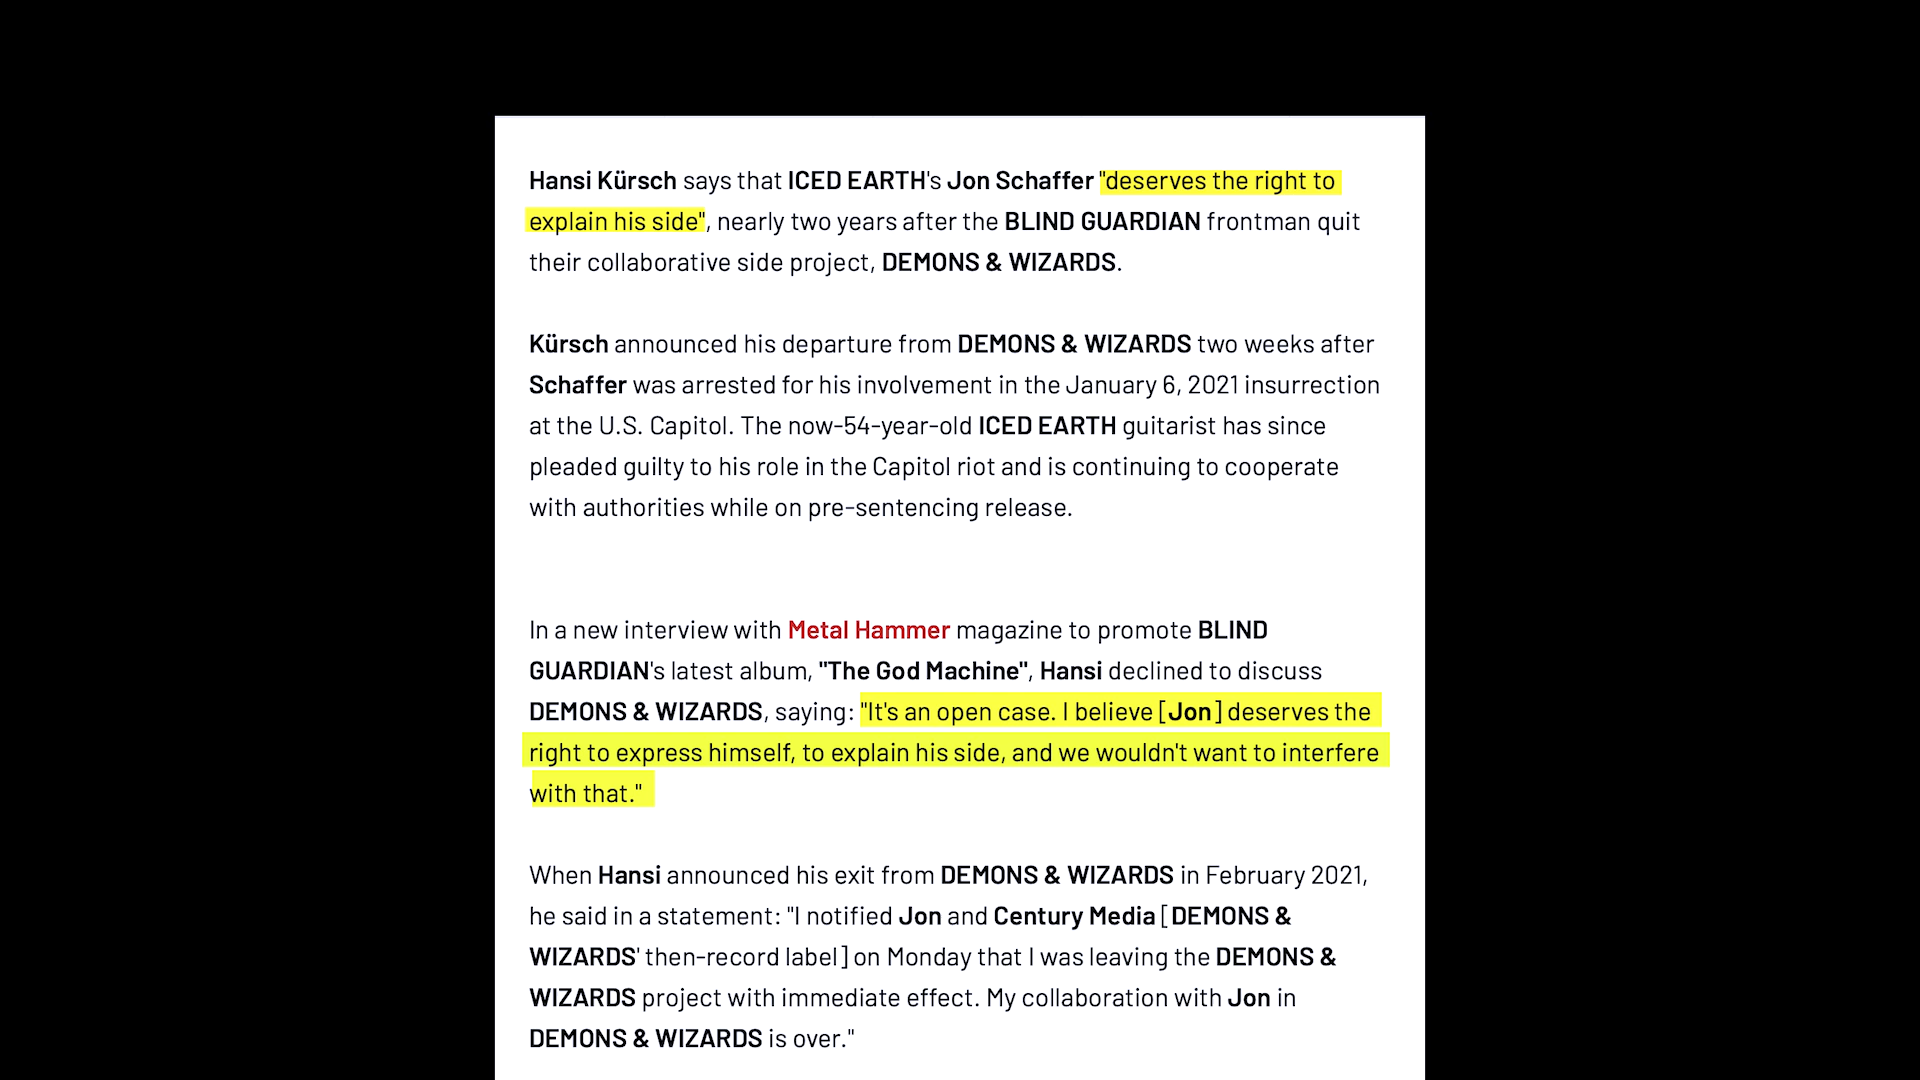 Hansi Kürsch says that ICED EARTH's Jon Schaffer "deserves the right to
explain his side", nearly two years after the BLIND GUARDIAN frontman quit
their collaborative side project, DEMONS & WIZARDS.
Kürsch announced his departure from DEMONS & WIZARDS two weeks after
Schaffer was arrested for his involvement in the January 6, 2021 insurrection
at the U.S. Capitol. The now-54-year-old ICED EARTH guitarist has since
pleaded guilty to his role in the Capitol riot and is continuing to cooperate
with authorities while on pre-sentencing release.
In a new interview with Metal Hammer magazine to promote BLIND
GUARDIAN's latest album, "The God Machine", Hansi declined to discuss
DEMONS & WIZARDS, saying: "It's an open case. I believe [Jon] deserves the
right to express himself, to explain his side, and we wouldn't want to interfere
with that."
When Hansi announced his exit from DEMONS & WIZARDS in February 2021,
he said in a statement: "I notified Jon and Century Media [DEMONS &
WIZARDS' then-record label] on Monday that I was leaving the DEMONS &
WIZARDS project with immediate effect. My collaboration with Jon in
DEMONS & WIZARDS is over."